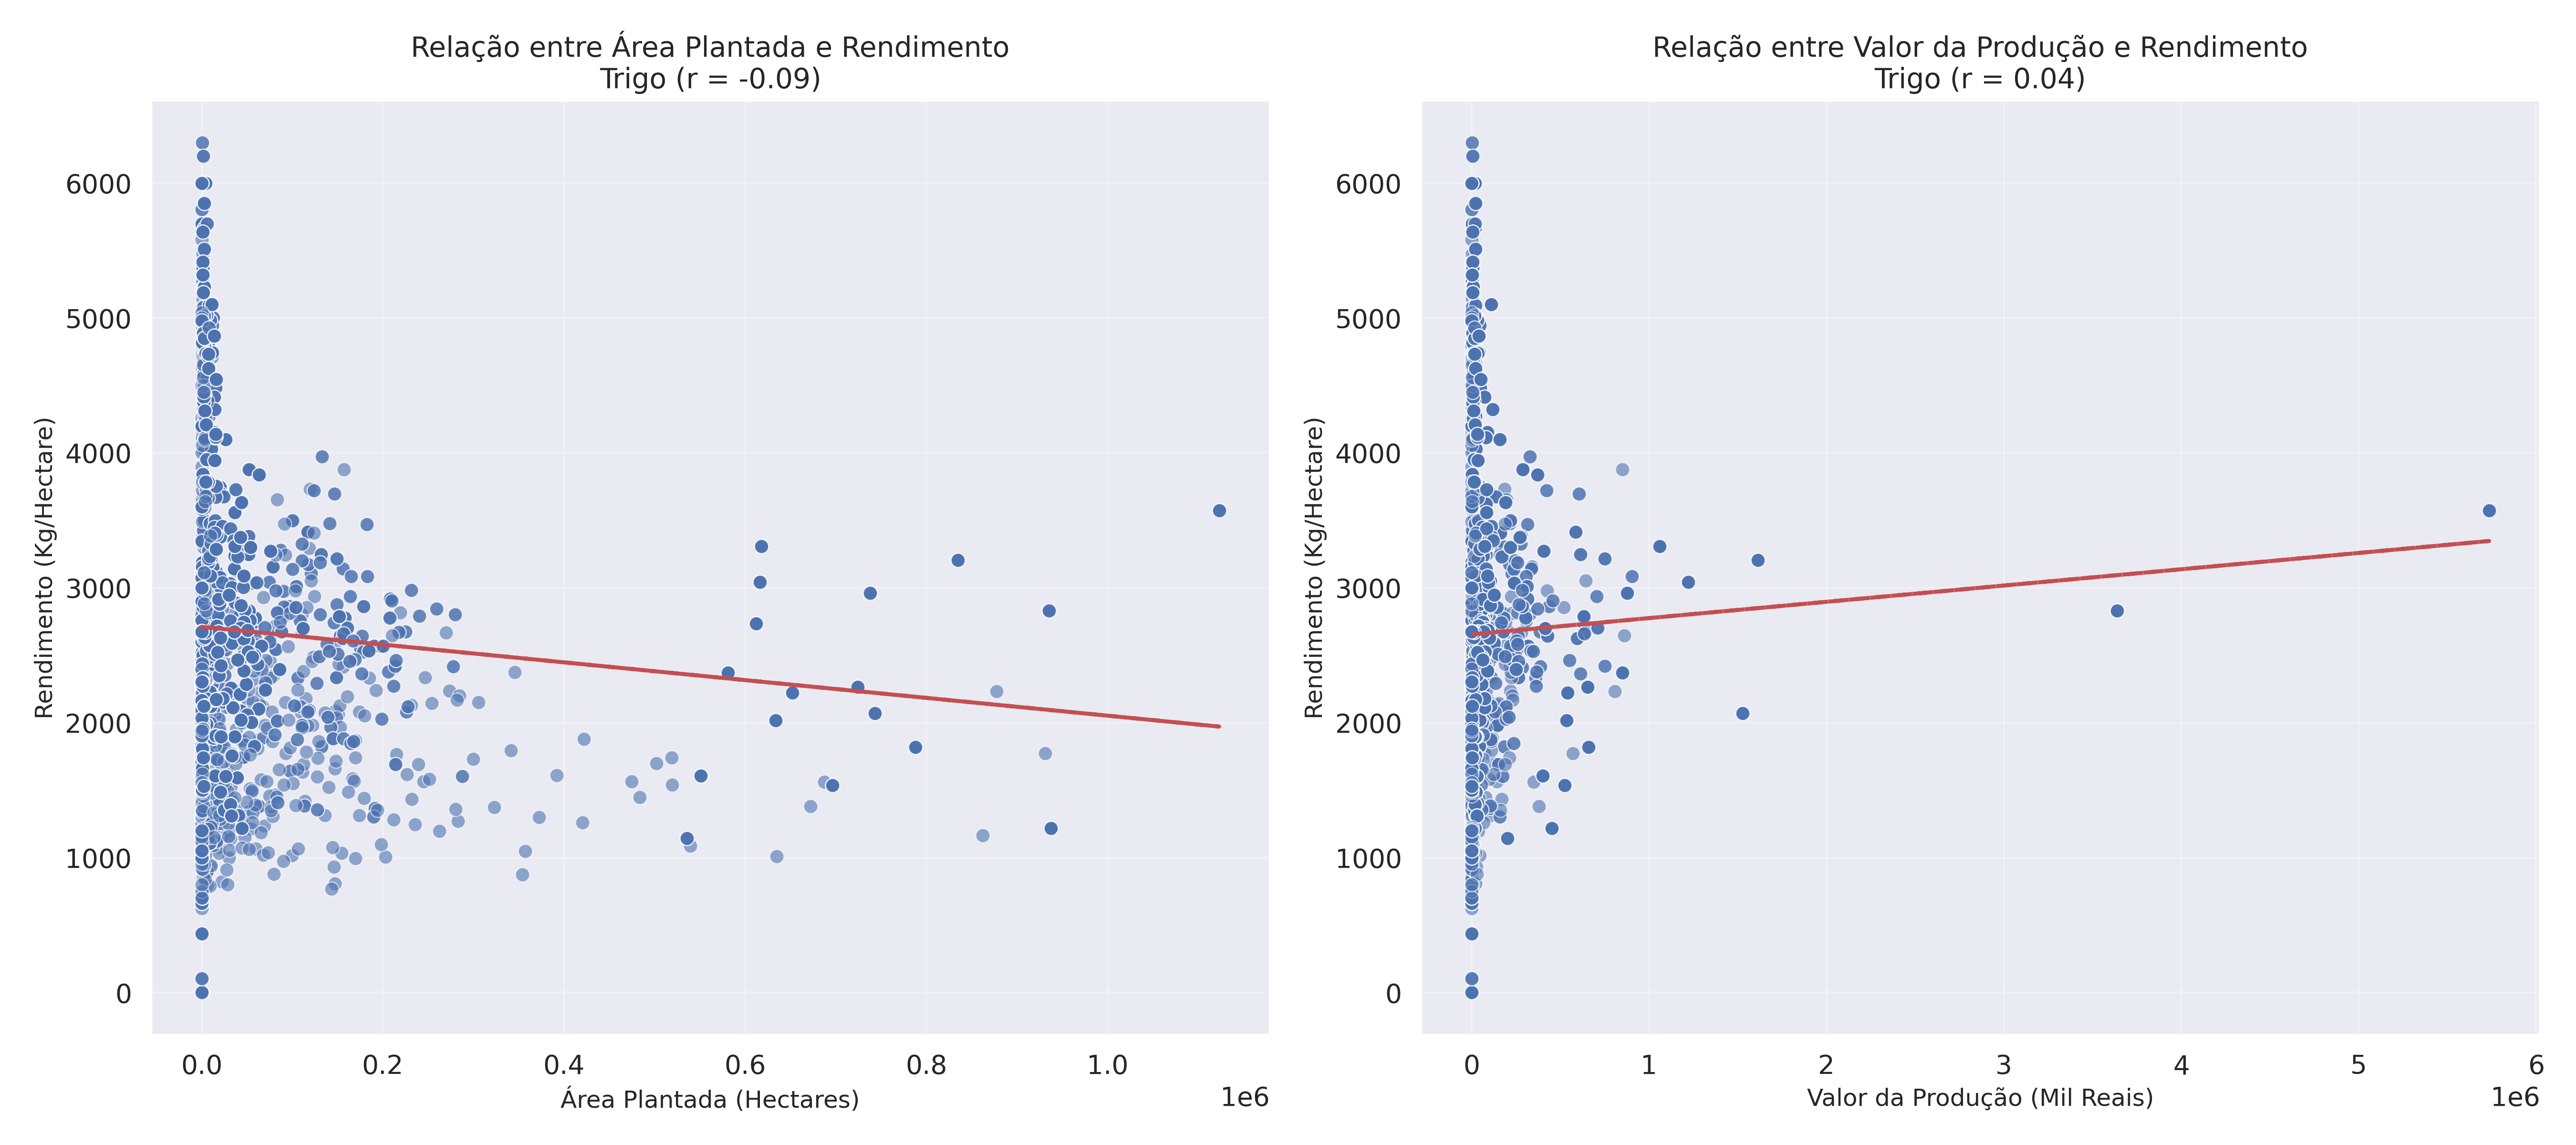 Relação entre Área Plantada e Rendimento
Trigo (r = -0.09)
Rendimento (Kg/Hectare)
6000
5000
4000
3000
2000
1000
0
0.0
0.2
0.4
0.6
0.8
1.0
1e6
Área Plantada (Hectares)
Relação entre Valor da Produção e Rendimento
Trigo (r = 0.04)
Rendimento (Kg/Hectare)
6000
5000
4000
3000
2000
1000
0
0
1
2
3
4
5
6
1e6
Valor da Produção (Mil Reais)